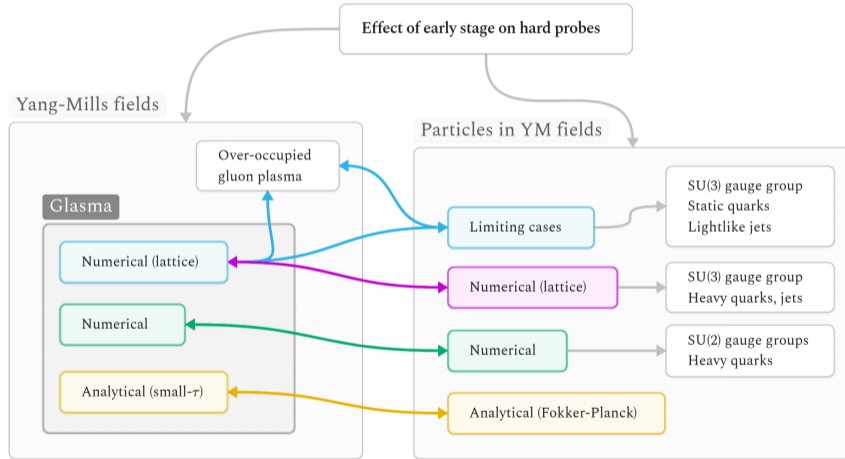 Effect of early stage on hard probes
Yang-Mills fields
Over-occupied
gluon plasma
Glasma
Numerical (lattice)
Numerical
Analytical (small-τ)
Particles in YM fields
Limiting cases
SU(3) gauge group
Static quarks
Lightlike jets
Numerical (lattice)
SU(3) gauge group
Heavy quarks, jets
Numerical
SU(2) gauge groups
Heavy quarks
Analytical (Fokker-Planck)